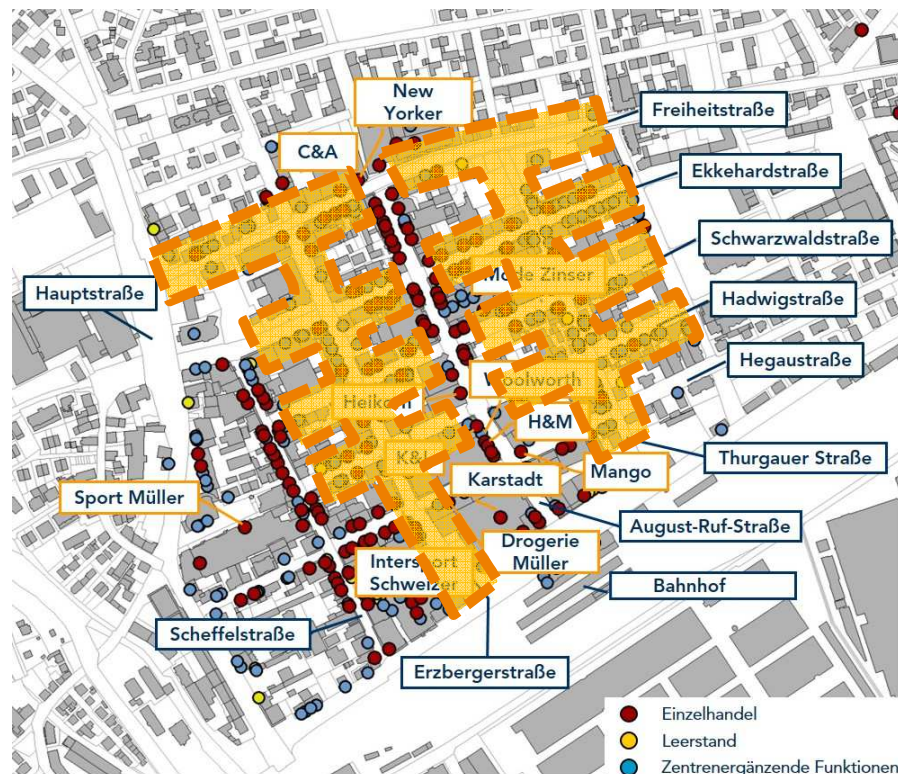 New
Yorker
Freiheitstraße
C&A
Ekkehardstraße
Schwarzwaldstraße
Mode Zinser
Hauptstraße
Hadwigstraße
Hegaustraße
Woolworth
Heikorn
H&M
K&L
Thurgauer Straße
Mango
Karstadt
Sport Müller
August-Ruf-Straße
Drogerie
Müller
Intersport
Schweizer
Bahnhof
Scheffelstraße
Erzbergerstraße
Einzelhandel
Leerstand
Zentrenergänzende Funktionen